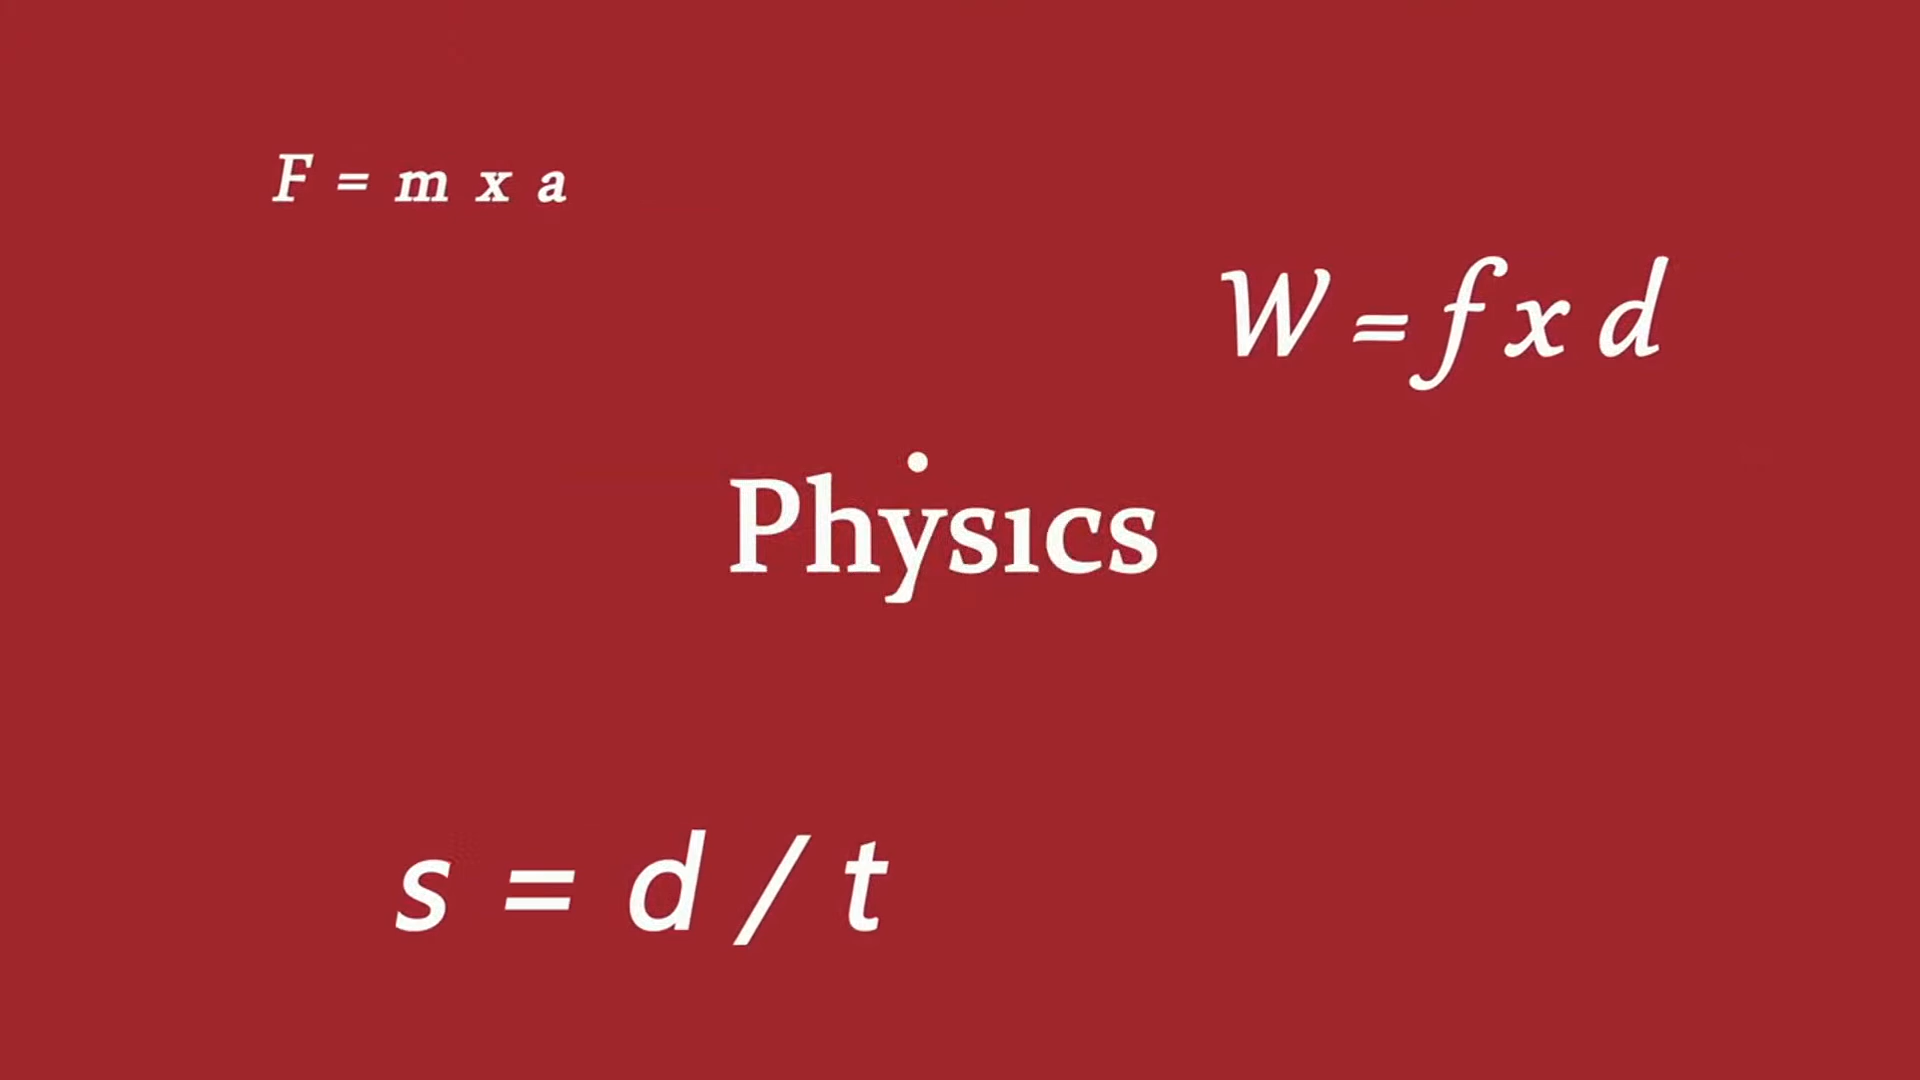 F = m x a
W = f x d
Physics
s = d / t